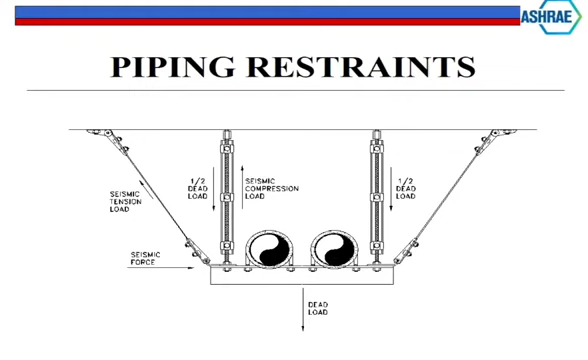 ASHRAE
PIPING RESTRAINTS
SEISMIC
TENSION
LOAD
1/2
DEAD
LOAD
SEISMIC
COMPRESSION
LOAD
1/2
DEAD
LOAD
SEISMIC
FORCE
DEAD
LOAD